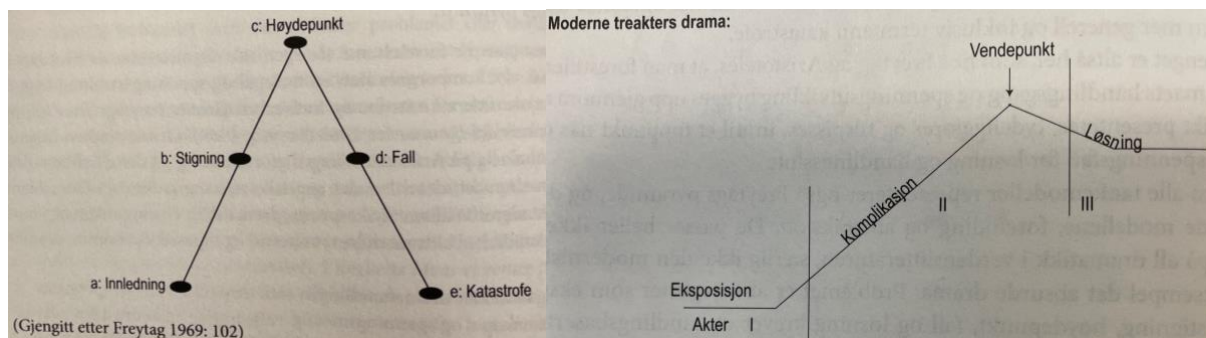 c: Høydepunkt
b: Stigning
d: Fall
a: Innledning
e: Katastrofe
(Gjengitt etter Freytag 1969: 102)
Moderne treakters drama:
Vendepunkt
Løsning
Komplikasjon
II
III
Eksposisjon
Akter I